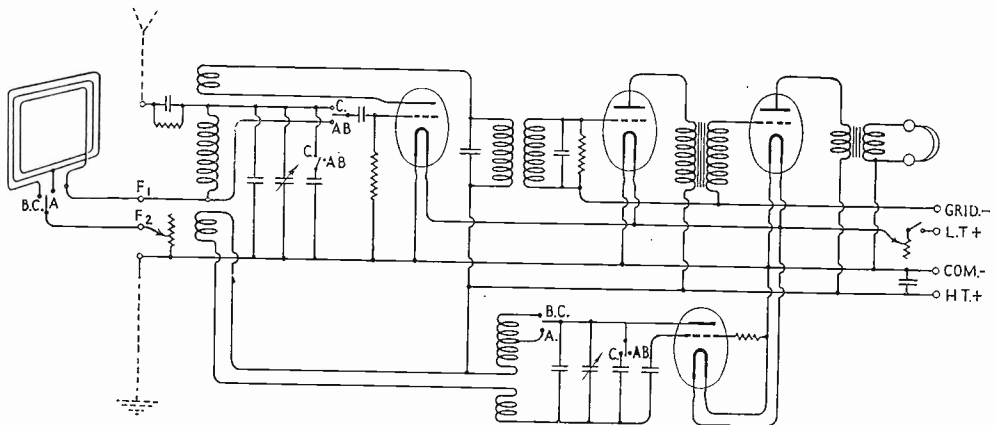 C.
AB
C.
AB
B.C.
A
F1
F2
GRID.-
L.T+
COM.-
H T.+
B.C.
A.
C.
AB